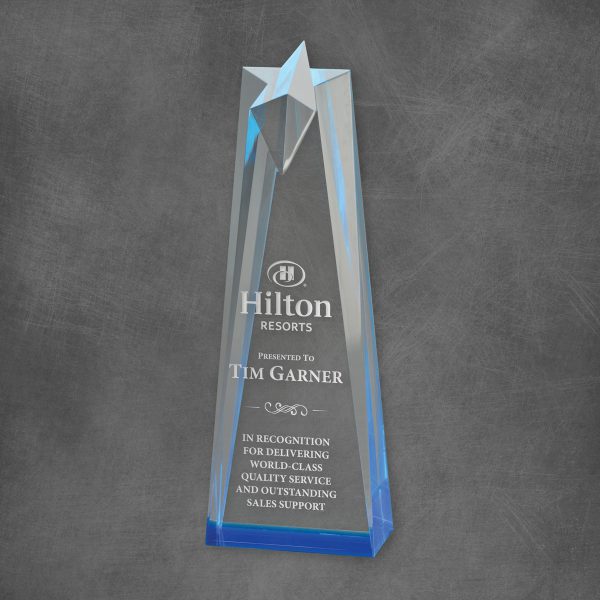 H
Hilton
RESORTS
PRESENTED TO
TIM GARNER
IN RECOGNITION
FOR DELIVERING
WORLD-CLASS
QUALITY SERVICE
AND OUTSTANDING
SALES SUPPORT